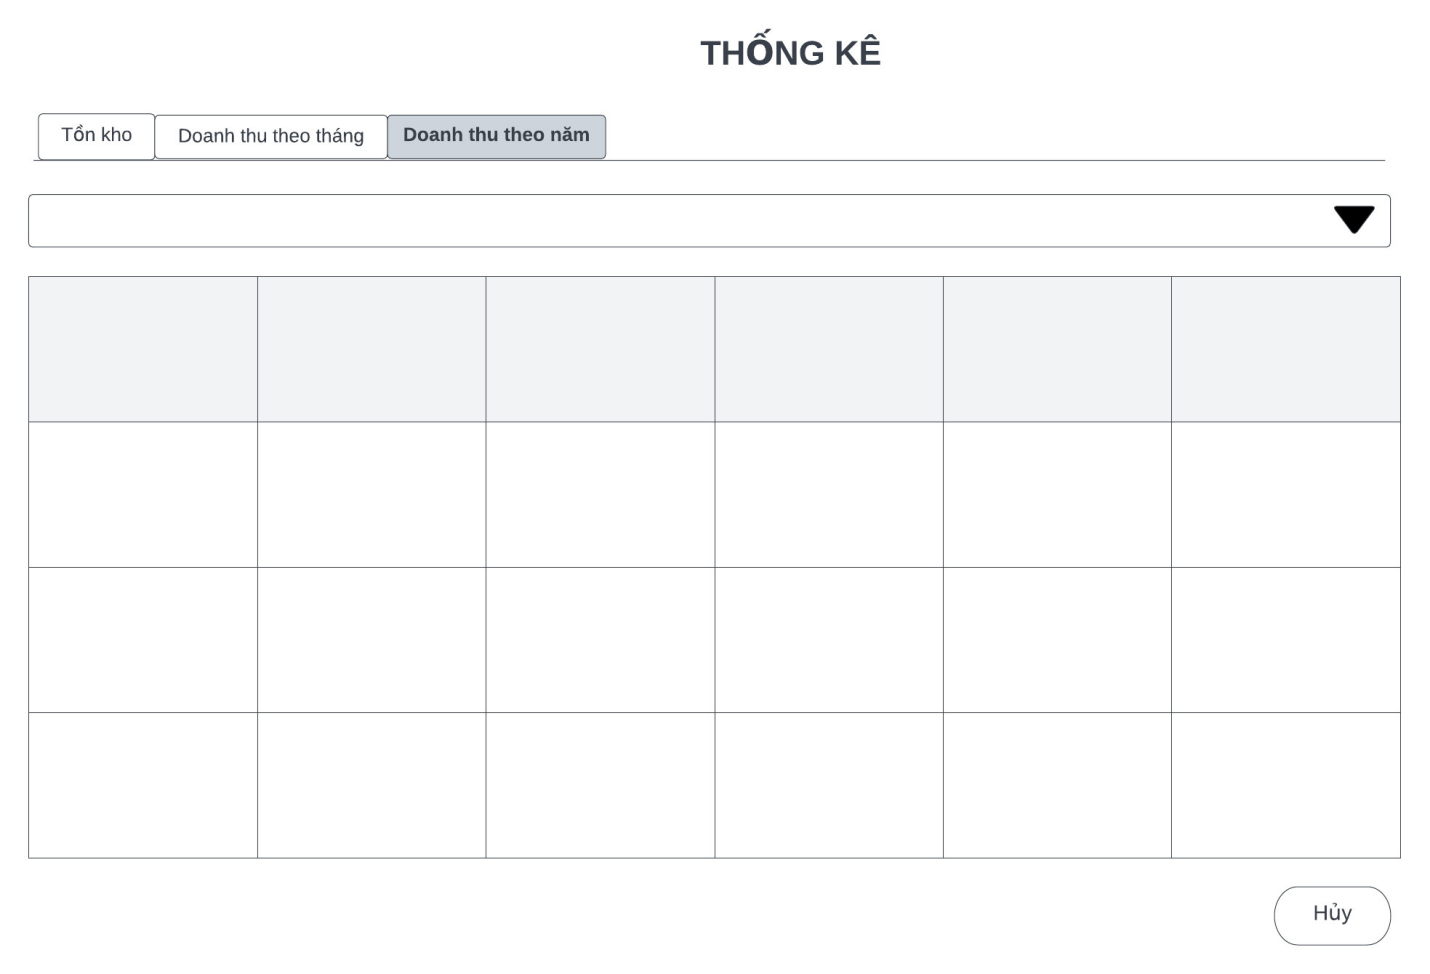 THỐNG KÊ
Tồn kho
Doanh thu theo tháng
Doanh thu theo năm
Hủy